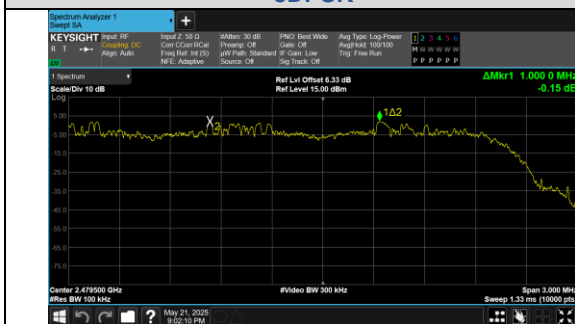 Spectrum Analyzer 1
Swept SA
+
KEYSIGHT
R T
Input: RF
Coupling: DC
Align: Auto
Input Z: 50 Ω
Corr CCorr RCal
Freq Ref: Int (S)
NFE: Adaptive
#Atten: 30 dB
Preamp: Off
µW Path: Standard
Source: Off
PNO: Best Wide
Gate: Off
IF Gain: Low
Sig Track: Off
Avg Type: Log-Power
Avg|Hold: 100/100
Trig: Free Run
1 2 3 4 5 6
M W W W W W
P P P P P P
1 Spectrum
Scale/Div 10 dB
Ref Lvl Offset 6.33 dB
Ref Level 15.00 dBm
ΔMkr1 1.000 0 MHz
-0.15 dB
Log
5.00
-5.00
-15.0
-25.0
-35.0
-45.0
-55.0
-65.0
-75.0
X2
1Δ2
Center 2.479500 GHz
#Res BW 100 kHz
#Video BW 300 kHz
Span 3.000 MHz
Sweep 1.33 ms (10000 pts)
?
May 21, 2025
9:02:10 PM